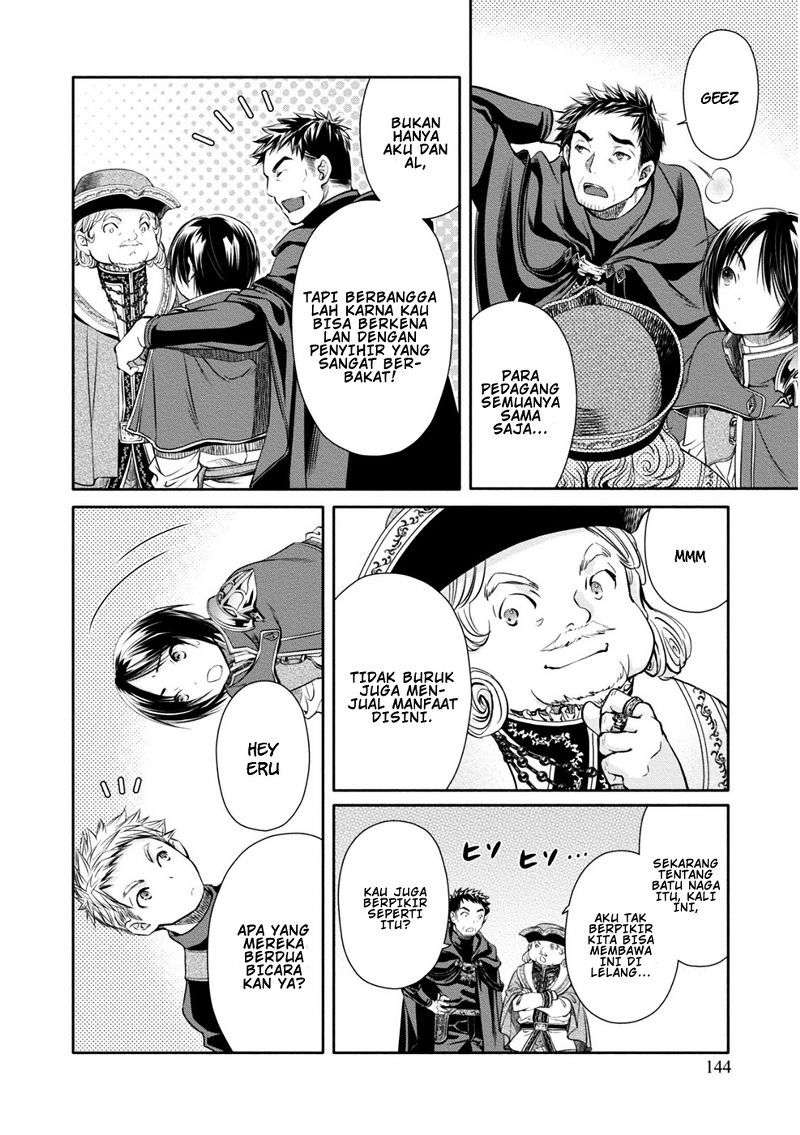 GEEZ
PARA
PEDAGANG
SEMUANYA
SAMA
SAJA...
BUKAN
HANYA
AKU DAN
AL,
TAPI BERBANGGA
LAH KARNA KAU
BISA BERKENA
LAN DENGAN
PENYIHIR YANG
SANGAT BER-
BAKAT!
MMM
TIDAK BURUK
JUGA MEN-
JUAL MANFAAT
DISINI.
SEKARANG
TENTANG
BATU NAGA
ITU, KALI
INI,
AKU TAK
BERPIKIR
KITA BISA
MEMBAWA
INI DI
LELANG...
ヒソ ヒソ...
KAU JUGA
BERPIKIR
SEPERTI
ITU?
HEY
ERU
APA YANG
MEREKA
BERDUA
BICARA
KAN YA?
144